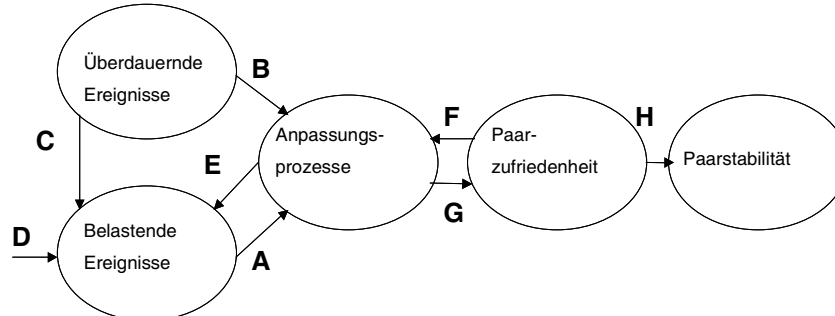 Überdauernde
Ereignisse
B
C
Anpassungs-
prozesse
F
Paar-
zufriedenheit
H
Paarstabilität
E
G
D
Belastende
Ereignisse
A